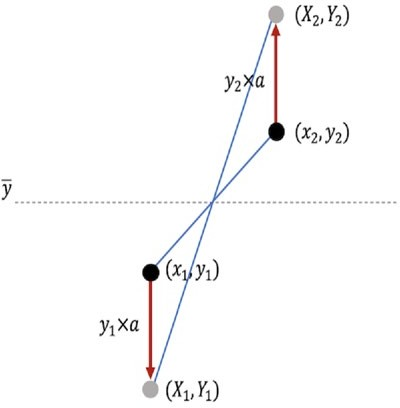 (X₂,Y₂)
y₂×a
(x₂,y₂)
y̅
(x₁,y₁)
y₁×a
(X₁,Y₁)